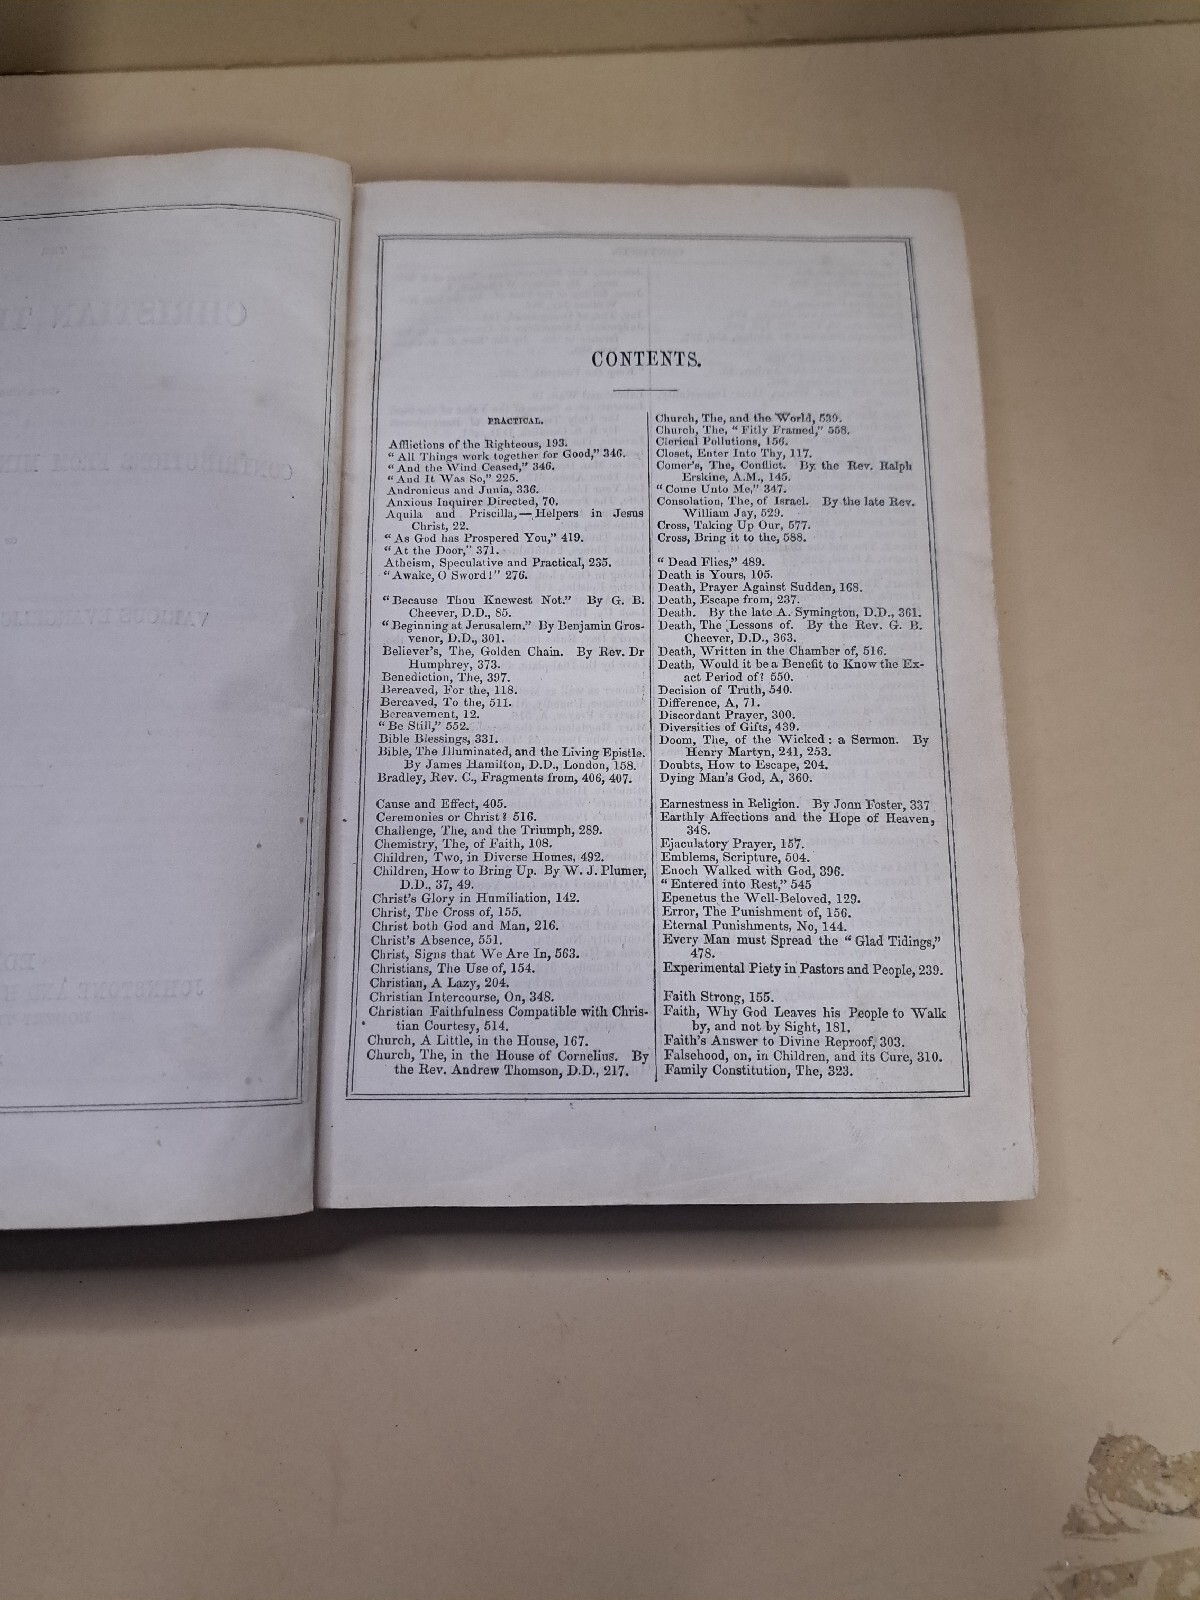 CONTENTS.
PRACTICAL.
Afflictions of the Righteous, 193.
“ All Things work together for Good,” 346.
“ And the Wind Ceased,” 346.
“ And It Was So,” 225.
Andronicus and Junia, 336.
Anxious Inquirer Directed, 70.
Aquila and Priscilla,—Helpers in Jesus
Christ, 22.
“ As God has Prospered You,” 419.
“ At the Door,” 371.
Atheism, Speculative and Practical, 235.
“ Awake, O Sword!” 276.
“ Because Thou Knewest Not.” By G. B.
Cheever, D.D., 85.
“ Beginning at Jerusalem.” By Benjamin Gros-
venor, D.D., 301.
Believer's, The, Golden Chain. By Rev. Dr
Humphrey, 373.
Benediction, The, 397.
Bereaved, For the, 118.
Bereaved, To the, 511.
Bereavement, 12.
“ Be Still,” 552.
Bible Blessings, 331.
Bible, The Illuminated, and the Living Epistle.
By James Hamilton, D.D., London, 158.
Bradley, Rev. C., Fragments from, 406, 407.
Cause and Effect, 405.
Ceremonies or Christ? 516.
Challenge, The, and the Triumph, 289.
Chemistry, The, of Faith, 108.
Children, Two, in Diverse Homes, 492.
Children, How to Bring Up. By W. J. Plumer,
D.D., 37, 49.
Christ's Glory in Humiliation, 142.
Christ, The Cross of, 155.
Christ both God and Man, 216.
Christ's Absence, 551.
Christ, Signs that We Are In, 563.
Christians, The Use of, 154.
Christian, A Lazy, 204.
Christian Intercourse, On, 348.
Christian Faithfulness Compatible with Chris-
tian Courtesy, 514.
Church, A Little, in the House, 167.
Church, The, in the House of Cornelius. By
the Rev. Andrew Thomson, D.D., 217.
Church, The, and the World, 539.
Church, The, “ Fitly Framed,” 558.
Clerical Pollutions, 156.
Closet, Enter Into Thy, 117.
Comer's, The, Conflict. By the Rev. Ralph
Erskine, A.M., 145.
“ Come Unto Me,” 347.
Consolation, The, of Israel. By the late Rev.
William Jay, 529.
Cross, Taking Up Our, 577.
Cross, Bring it to the, 588.
“ Dead Flies,” 489.
Death is Yours, 105.
Death, Prayer Against Sudden, 168.
Death, Escape from, 237.
Death. By the late A. Symington, D.D., 361.
Death, The Lessons of. By the Rev. G. B.
Cheever, D.D., 363.
Death, Written in the Chamber of, 516.
Death, Would it be a Benefit to Know the Ex-
act Period of? 550.
Decision of Truth, 540.
Difference, A, 71.
Discordant Prayer, 300.
Diversities of Gifts, 439.
Doom, The, of the Wicked: a Sermon. By
Henry Martyn, 241, 253.
Doubts, How to Escape, 204.
Dying Man's God, A, 360.
Earnestness in Religion. By John Foster, 337
Earthly Affections and the Hope of Heaven,
348.
Ejaculatory Prayer, 157.
Emblems, Scripture, 504.
Enoch Walked with God, 396.
“ Entered into Rest,” 545
Epenetus the Well-Beloved, 129.
Error, The Punishment of, 156.
Eternal Punishments, No, 144.
Every Man must Spread the “ Glad Tidings,”
478.
Experimental Piety in Pastors and People, 239.
Faith Strong, 155.
Faith, Why God Leaves his People to Walk
by, and not by Sight, 181.
Faith's Answer to Divine Reproof, 303.
Falsehood, on, in Children, and its Cure, 310.
Family Constitution, The, 323.